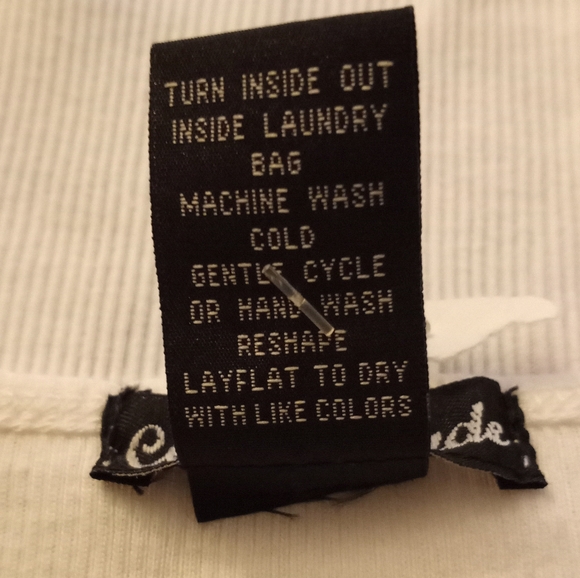 TURN INSIDE OUT
INSIDE LAUNDRY
BAG
MACHINE WASH
COLD
GENTLE CYCLE
OR HAND WASH
RESHAPE
LAYFLAT TO DRY
WITH LIKE COLORS